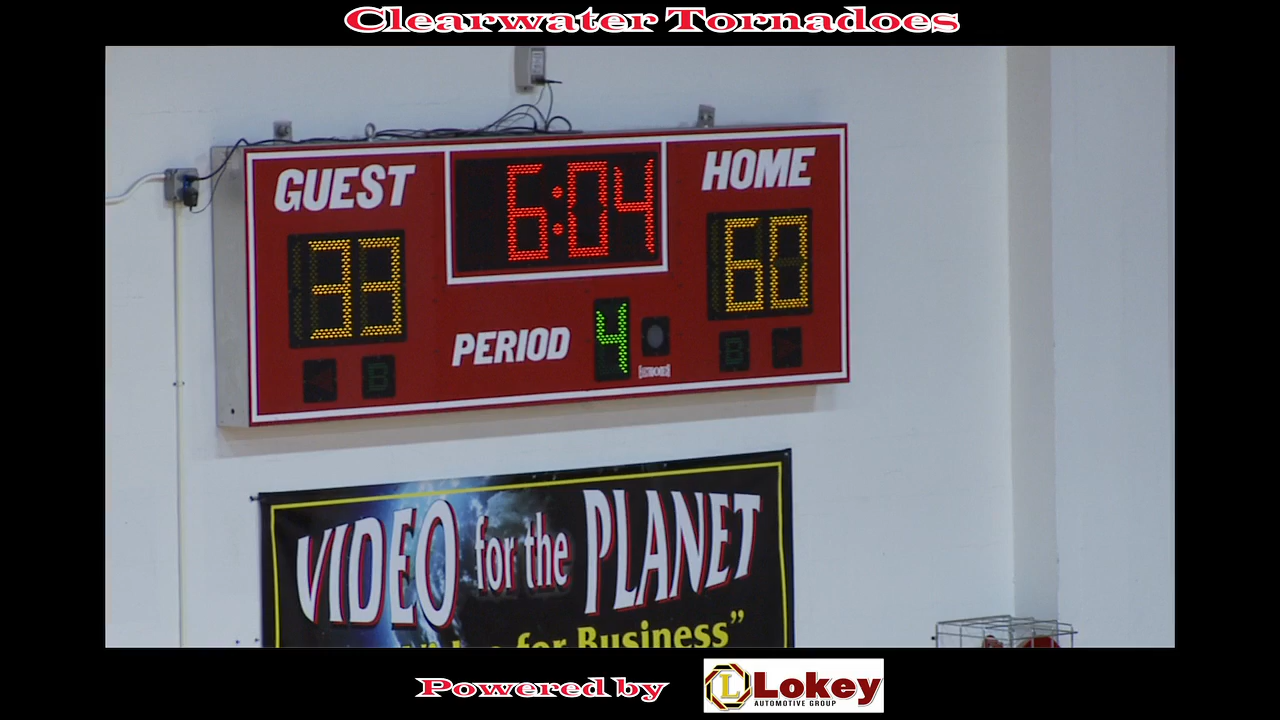 Clearwater Tornadoes
GUEST
6:04
HOME
33
60
PERIOD
4
B
B
VIDEO for the PLANET
for Business”
Powered by
L Lokey
AUTOMOTIVE GROUP